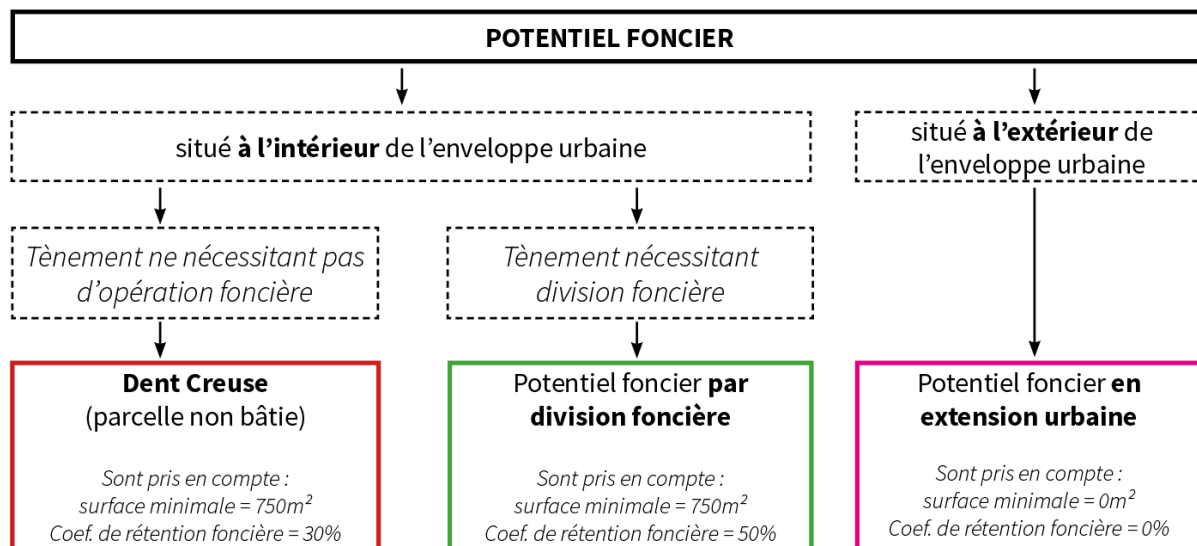 POTENTIEL FONCIER
situé à l’intérieur de l’enveloppe urbaine
situé à l’extérieur de
l’enveloppe urbaine
Tènement ne nécessitant pas
d’opération foncière
Tènement nécessitant
division foncière
Dent Creuse
(parcelle non bâtie)
Sont pris en compte :
surface minimale = 750m²
Coef. de rétention foncière = 30%
Potentiel foncier par
division foncière
Sont pris en compte :
surface minimale = 750m²
Coef. de rétention foncière = 50%
Potentiel foncier en
extension urbaine
Sont pris en compte :
surface minimale = 0m²
Coef. de rétention foncière = 0%